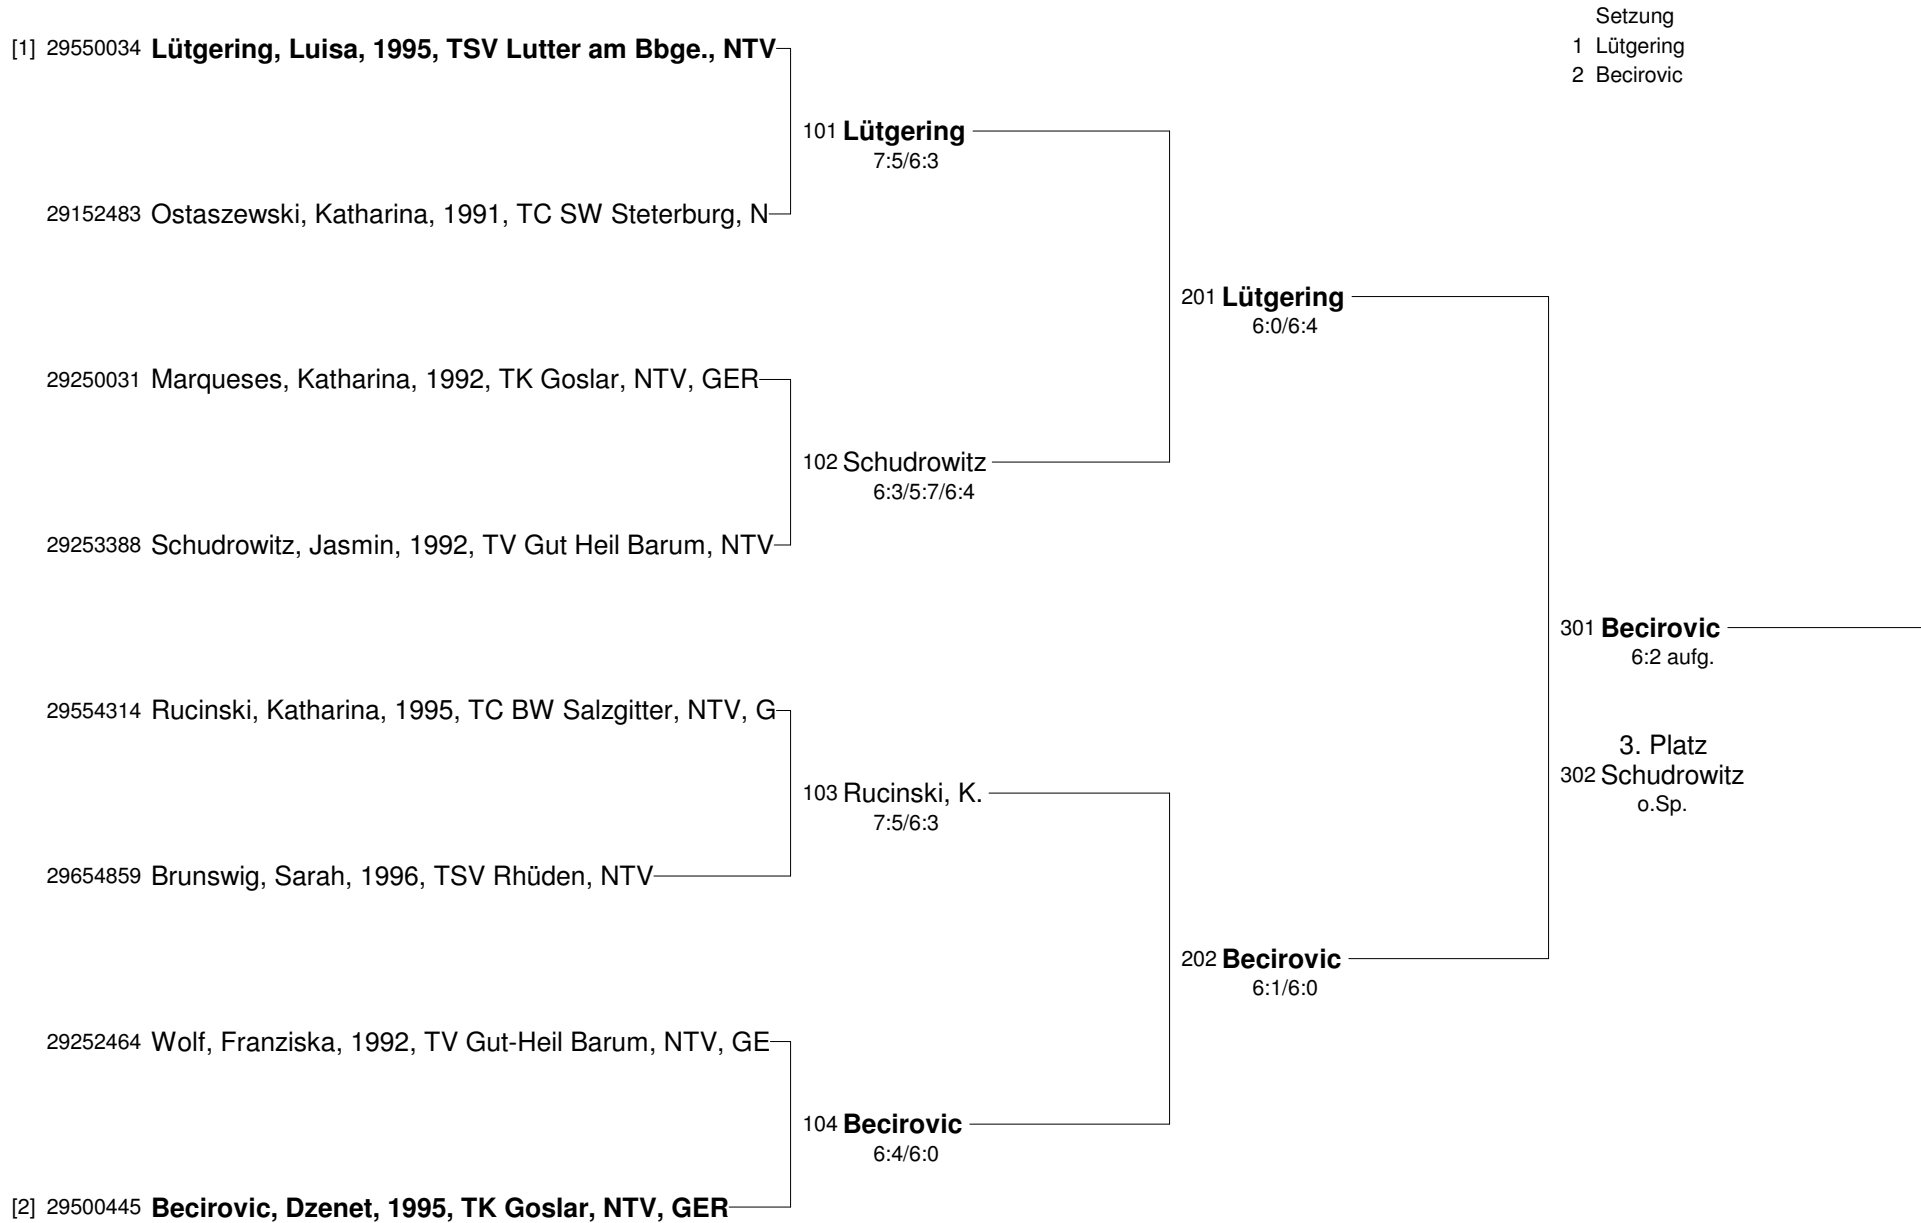 Setzung
1 Lütgering
2 Becirovic
[1] 29550034 Lütgering, Luisa, 1995, TSV Lutter am Bbge., NTV
101 Lütgering
7:5/6:3
29152483 Ostaszewski, Katharina, 1991, TC SW Steterburg, N
201 Lütgering
6:0/6:4
29250031 Marqueses, Katharina, 1992, TK Goslar, NTV, GER
102 Schudrowitz
6:3/5:7/6:4
29253388 Schudrowitz, Jasmin, 1992, TV Gut Heil Barum, NTV
301 Becirovic
6:2 aufg.
29554314 Rucinski, Katharina, 1995, TC BW Salzgitter, NTV, G
3. Platz
302 Schudrowitz
o.Sp.
103 Rucinski, K.
7:5/6:3
29654859 Brunswig, Sarah, 1996, TSV Rhüden, NTV
202 Becirovic
6:1/6:0
29252464 Wolf, Franziska, 1992, TV Gut-Heil Barum, NTV, GE
104 Becirovic
6:4/6:0
[2] 29500445 Becirovic, Dzenet, 1995, TK Goslar, NTV, GER